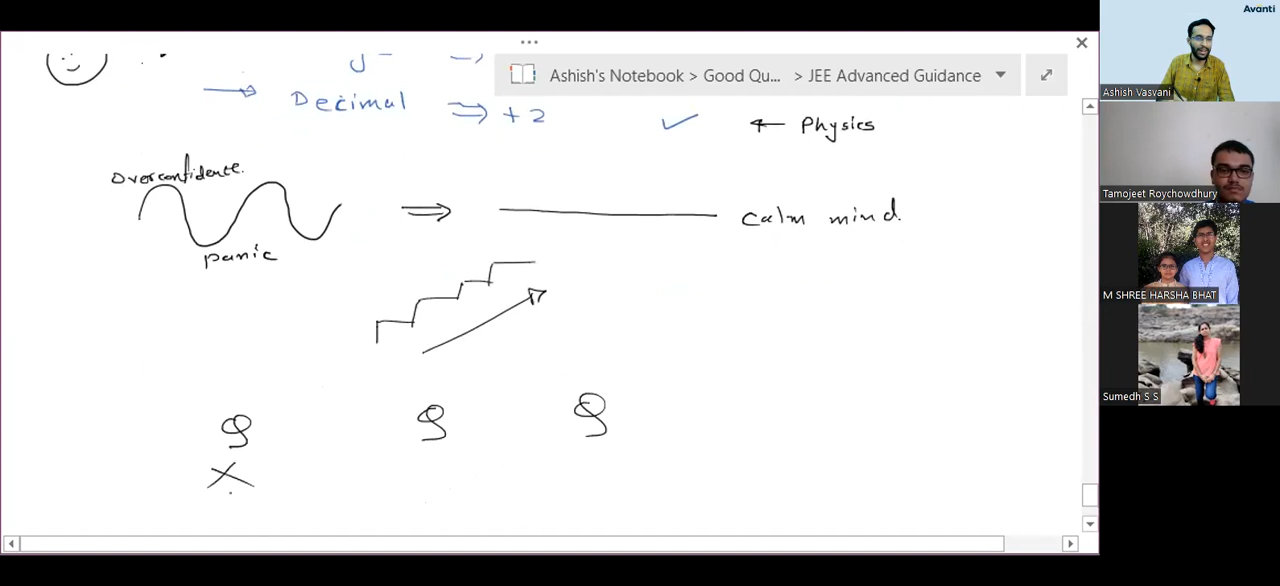 Avanti
Ashish's Notebook > Good Qu... > JEE Advanced Guidance
Ashish Vasvani
Decimal ⇒ +2 ✓ ← Physics
Overconfidence.
Tamojeet Roychowdhury
⇒ Calm mind.
panic
M SHREE HARSHA BHAT
Sumedh S S